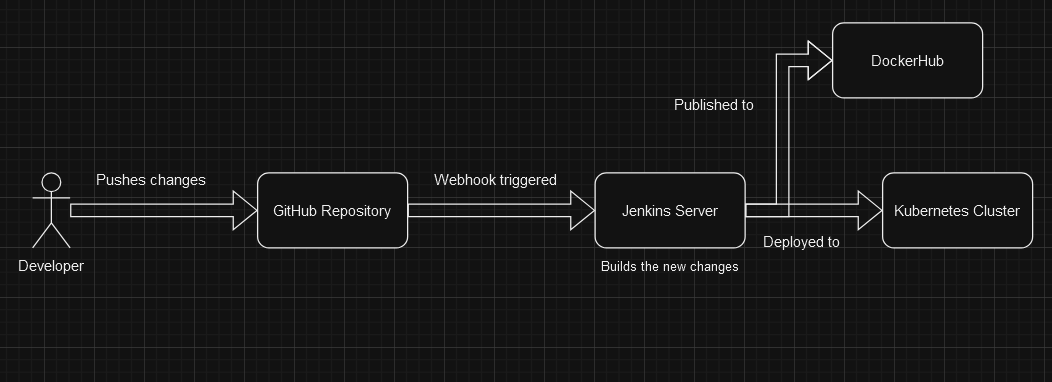 DockerHub
Published to
Pushes changes
Webhook triggered
GitHub Repository
Jenkins Server
Kubernetes Cluster
Deployed to
Developer
Builds the new changes